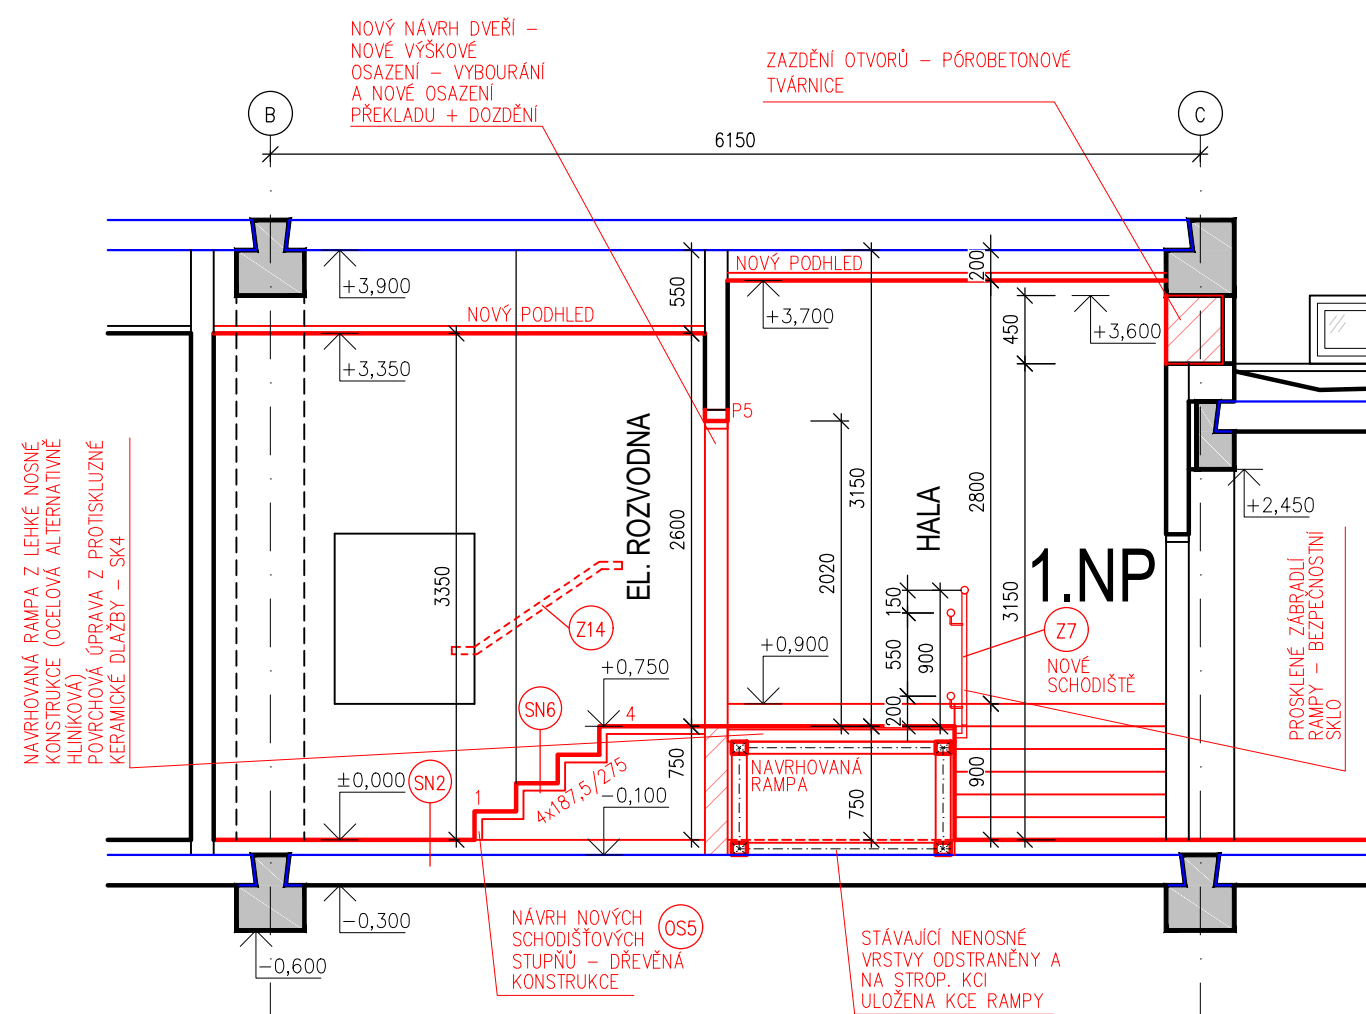 NOVÝ NÁVRH DVEŘÍ –
NOVÉ VÝŠKOVÉ
OSAZENÍ – VYBOURÁNÍ
A NOVÉ OSAZENÍ
PŘEKLADU + DOZDĚNÍ
ZAZDĚNÍ OTVORŮ – PÓROBETONOVÉ
TVÁRNICE
B
C
6150
+3,900
NOVÝ PODHLED
+3,350
550
NOVÝ PODHLED
+3,700
200
450
+3,600
P5
+2,450
EL. ROZVODNA
HALA
1.NP
3350
2600
2020
3150
2800
3150
Z14
150
550
900
200
Z7
NOVÉ
SCHODIŠTĚ
+0,900
+0,750
SN6
4
1
4x187,5/275
SN2
±0,000
-0,100
750
NAVRHOVANÁ
RAMPA
750
900
NAVRHOVANÁ RAMPA Z LEHKÉ NOSNÉ
KONSTRUKCE (OCELOVÁ ALTERNATIVNĚ
HLINÍKOVÁ)
POVRCHOVÁ ÚPRAVA Z PROTISKLUZNÉ
KERAMICKÉ DLAŽBY – SK4
PROSKLENÉ ZÁBRADLÍ
RAMPY – BEZPEČNOSTNÍ
SKLO
-0,300
-0,600
NÁVRH NOVÝCH
SCHODIŠŤOVÝCH
STUPŇŮ – DŘEVĚNÁ
KONSTRUKCE
OS5
STÁVAJÍCÍ NENOSNÉ
VRSTVY ODSTRANĚNY A
NA STROP. KCI
ULOŽENA KCE RAMPY